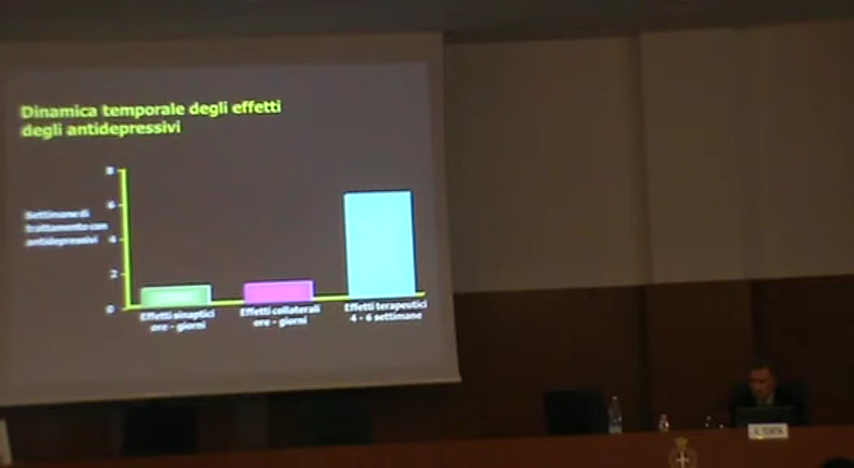 Dinamica temporale degli effetti
degli antidepressivi
Settimane di
trattamento con
antidepressivi
8
6
4
2
0
Effetti sinaptici
ore - giorni
Effetti collaterali
ore - giorni
Effetti terapeutici
4 - 6 settimane